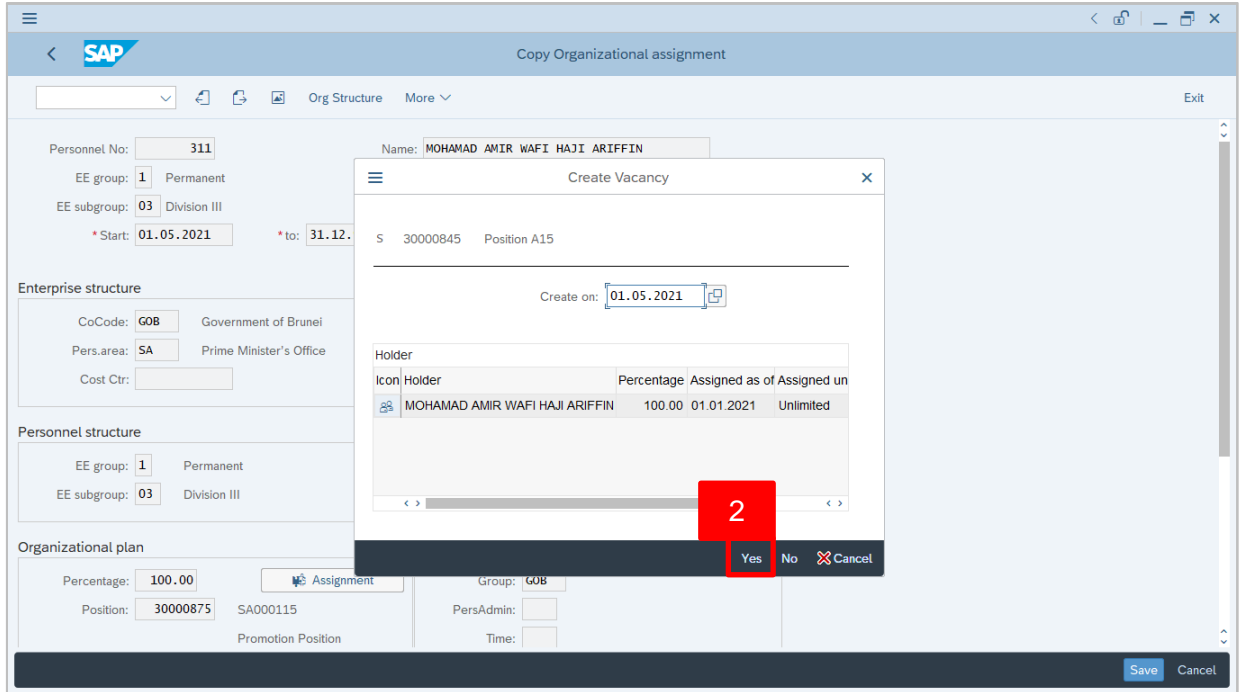 SAP
Copy Organizational assignment
Org Structure More Exit
Personnel No: 311 Name: MOHAMAD AMIR WAFI HAJI ARIFFIN
EE group: 1 Permanent
EE subgroup: 03 Division III
*Start: 01.05.2021 *to: 31.12.
Create Vacancy
S 30000845 Position A15
Create on: 01.05.2021
Holder
Icon Holder Percentage Assigned as of Assigned un
MOHAMAD AMIR WAFI HAJI ARIFFIN 100.00 01.01.2021 Unlimited
2
Yes No Cancel
Enterprise structure
CoCode: GOB Government of Brunei
Pers.area: SA Prime Minister's Office
Cost Ctr:
Personnel structure
EE group: 1 Permanent
EE subgroup: 03 Division III
Organizational plan
Percentage: 100.00 Assignment Group: GOB
Position: 30000875 SA000115 PersAdmin:
Promotion Position Time:
Save Cancel